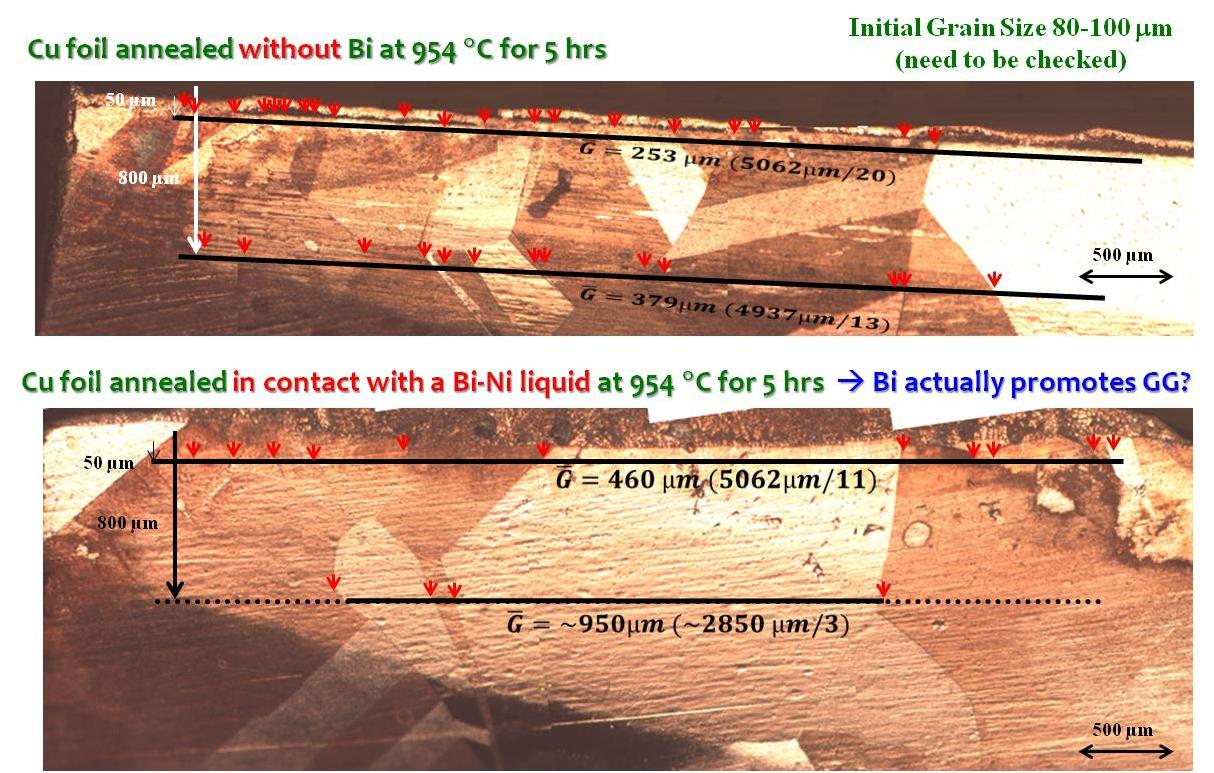 Initial Grain Size 80-100 μm
(need to be checked)
Cu foil annealed without Bi at 954 °C for 5 hrs
50 μm
800 μm
G̅ = 253 μm (5062μm/20)
500 μm
G̅ = 379μm (4937μm/13)
Cu foil annealed in contact with a Bi-Ni liquid at 954 °C for 5 hrs → Bi actually promotes GG?
50 μm
G̅ = 460 μm (5062μm/11)
800 μm
G̅ = ~950μm (~2850 μm/3)
500 μm